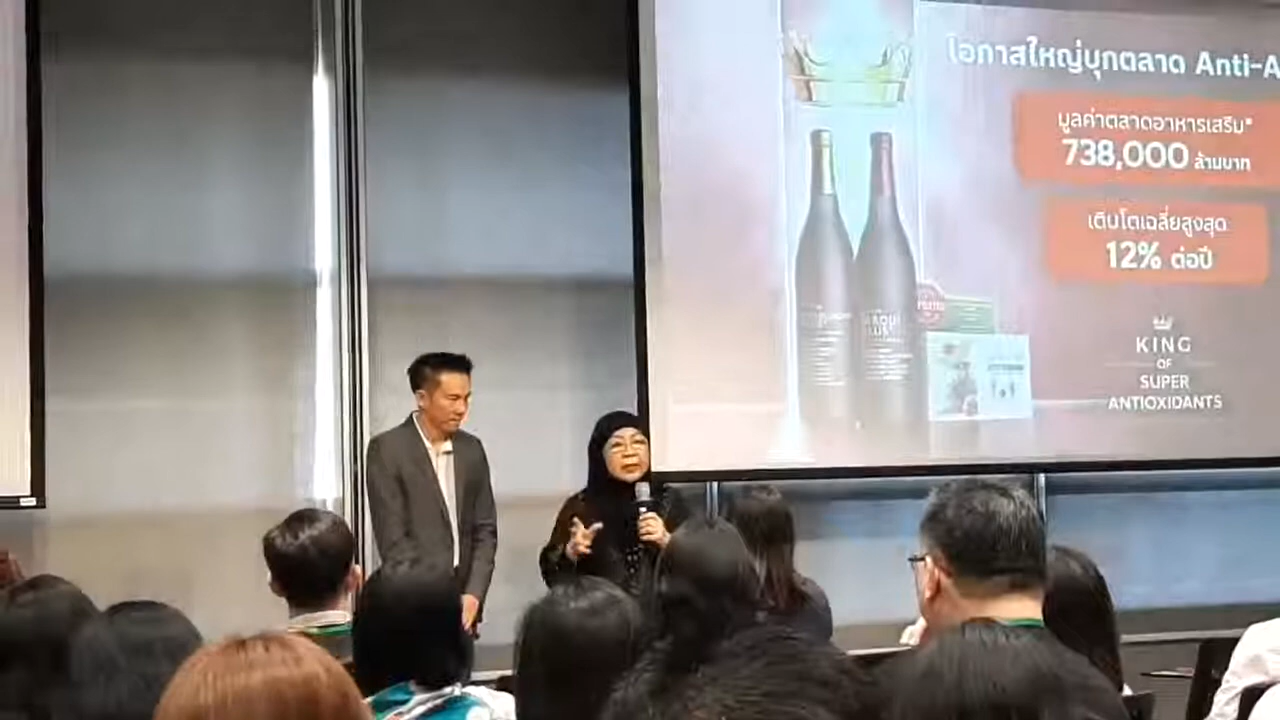 โอกาสใหญ่บุกตลาด Anti-A
มูลค่าตลาดอาหารเสริม*
738,000 ล้านบาท
เติบโตเฉลี่ยสูงสุด
12% ต่อปี
KING
OF
SUPER
ANTIOXIDANTS